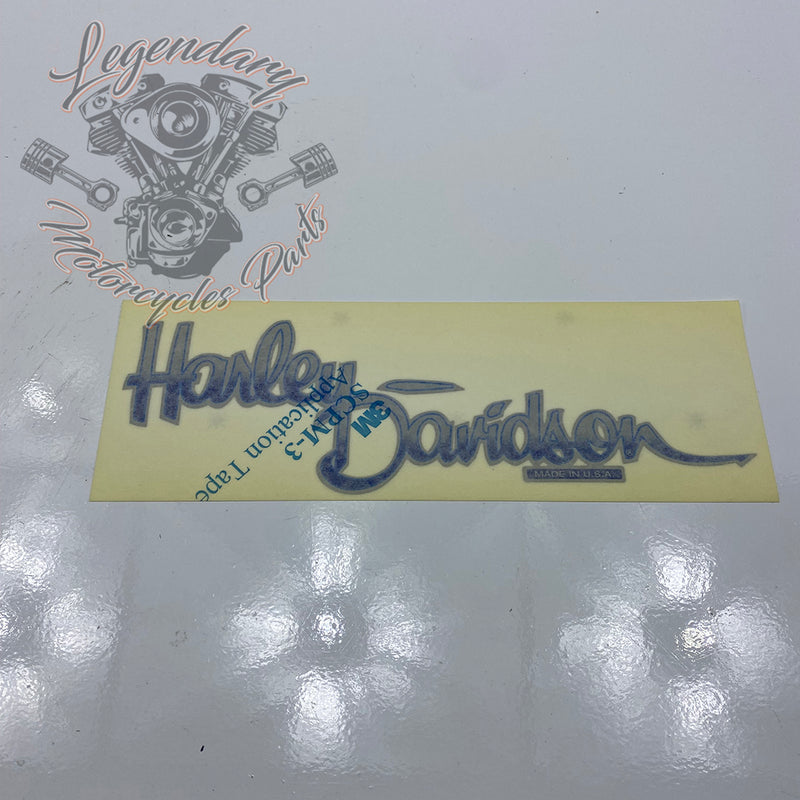 Legendary
Motorcycles Parts
Harley
Davidson
MADE IN U.S.A.
3M
SCPM-3
Application Tape